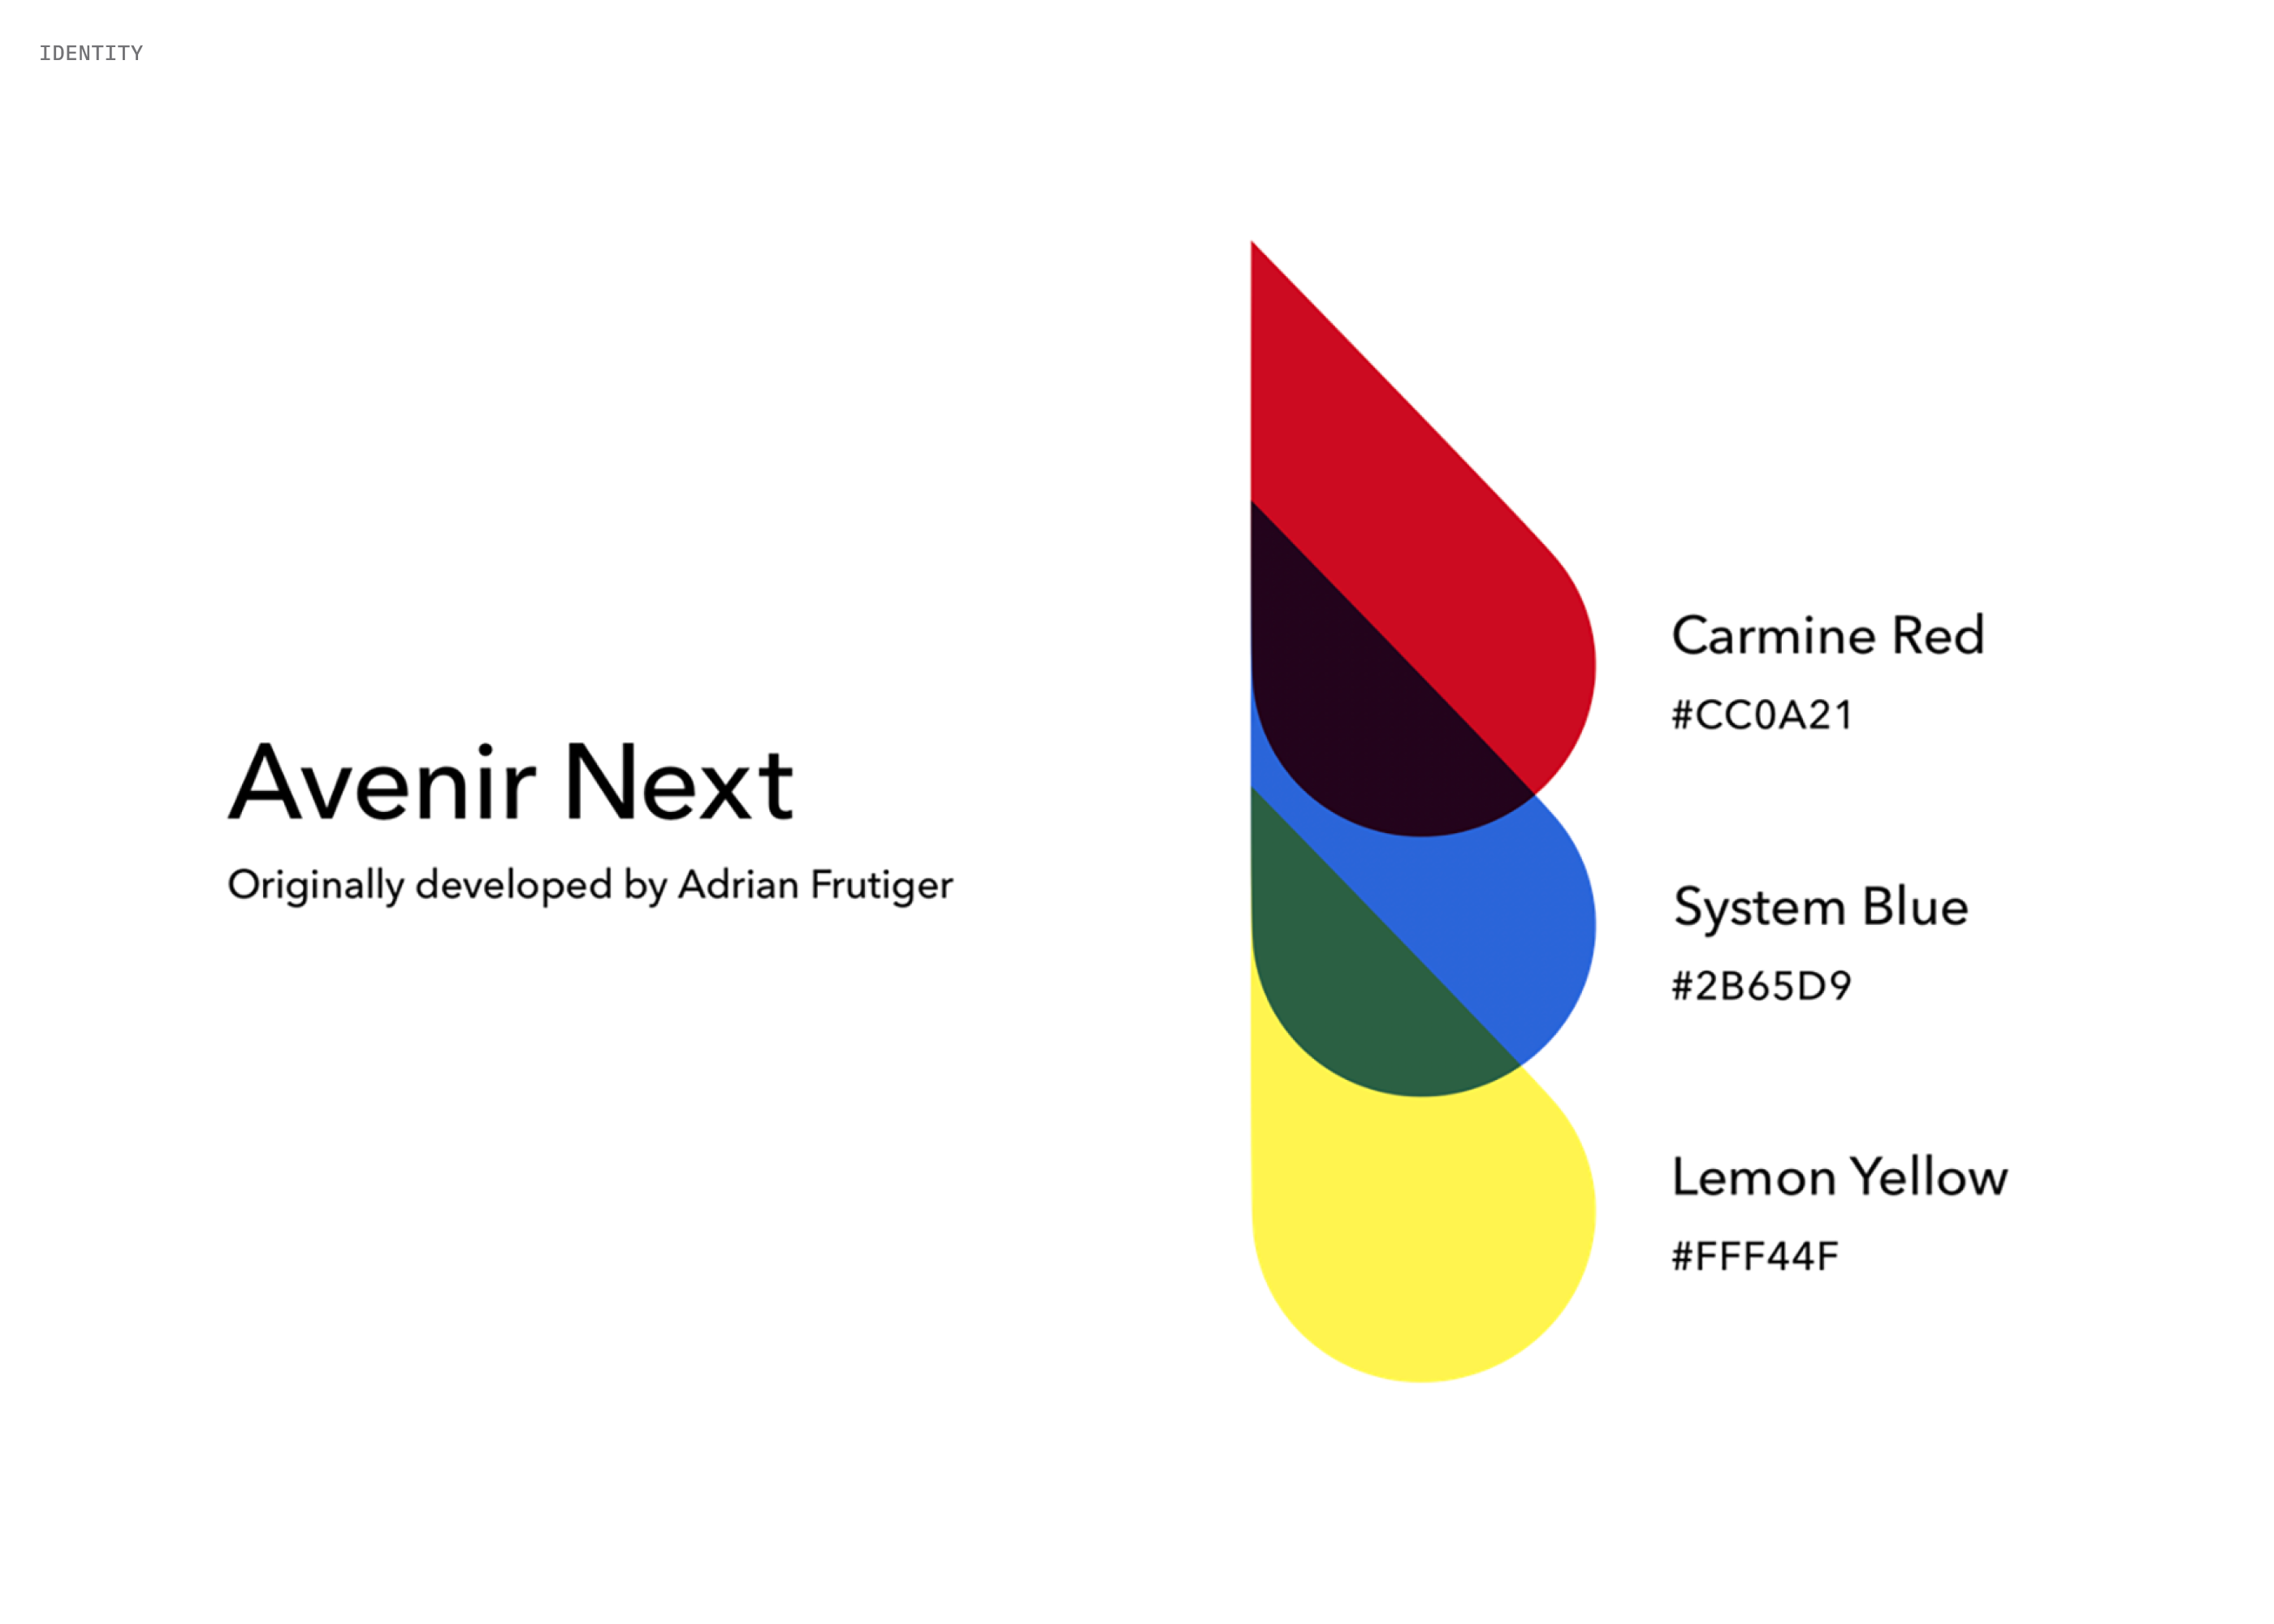 IDENTITY
Avenir Next
Originally developed by Adrian Frutiger
Carmine Red
#CC0A21
System Blue
#2B65D9
Lemon Yellow
#FFF44F